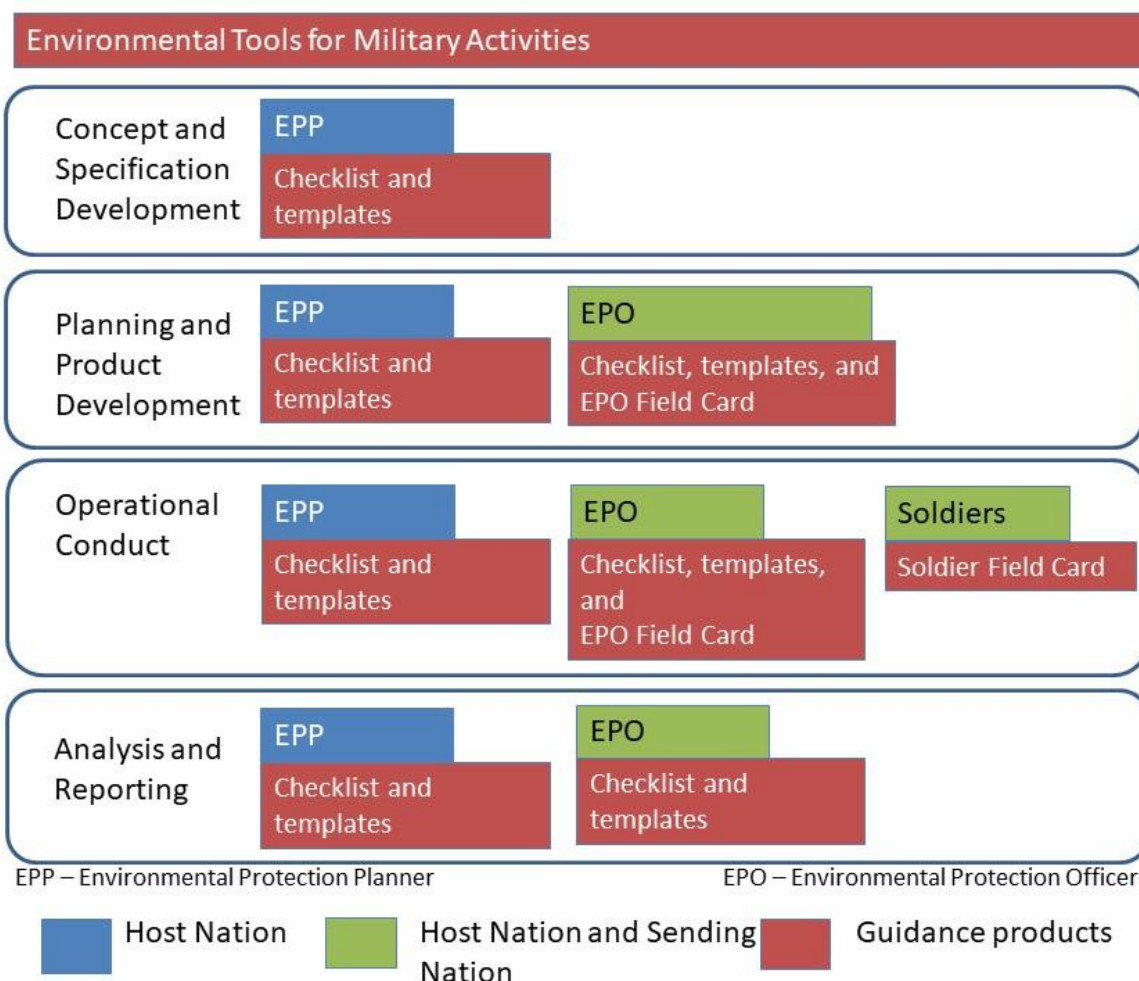 Environmental Tools for Military Activities
Concept and
Specification
Development
EPP
Checklist and
templates
Planning and
Product
Development
EPP
Checklist and
templates
EPO
Checklist, templates, and
EPO Field Card
Operational
Conduct
EPP
Checklist and
templates
EPO
Checklist, templates,
and
EPO Field Card
Soldiers
Soldier Field Card
Analysis and
Reporting
EPP
Checklist and
templates
EPO
Checklist and
templates
EPP – Environmental Protection Planner
EPO – Environmental Protection Officer
Host Nation
Host Nation and Sending
Nation
Guidance products